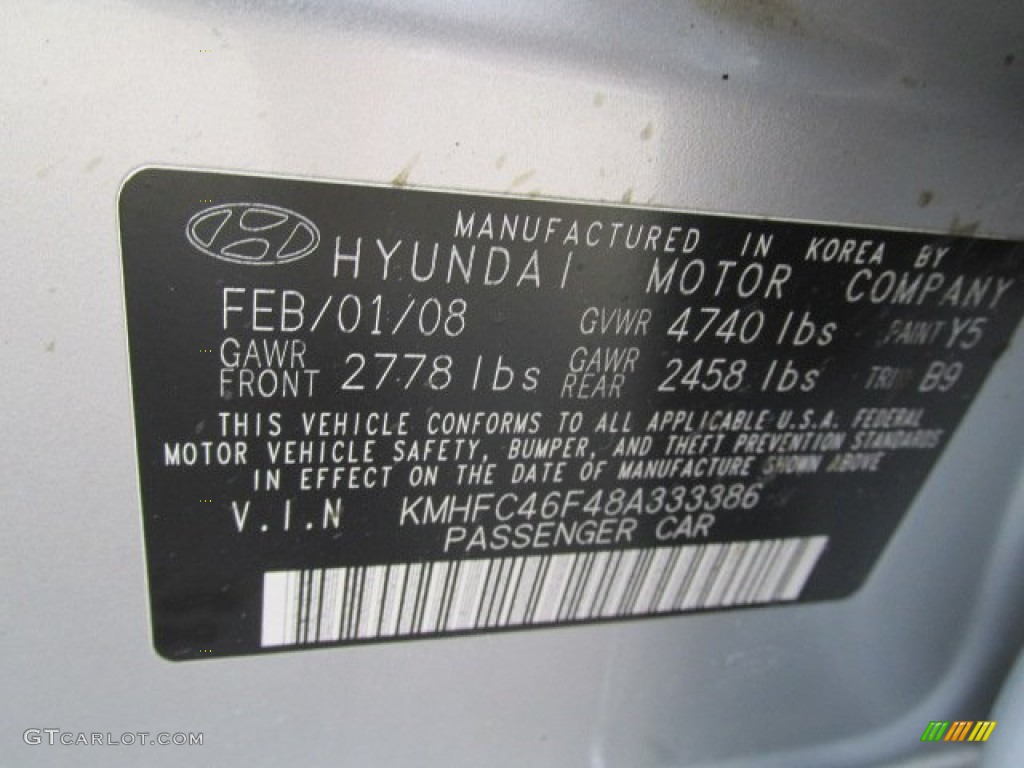 MANUFACTURED IN KOREA BY
HYUNDAI MOTOR COMPANY
FEB/01/08 GVWR 4740 lbs PAINT Y5
GAWR FRONT 2778 lbs GAWR REAR 2458 lbs TRIM B9
THIS VEHICLE CONFORMS TO ALL APPLICABLE U.S.A. FEDERAL
MOTOR VEHICLE SAFETY, BUMPER, AND THEFT PREVENTION STANDARDS
IN EFFECT ON THE DATE OF MANUFACTURE SHOWN ABOVE
V.I.N KMHFC46F48A333386
PASSENGER CAR
GTCARLOT.COM